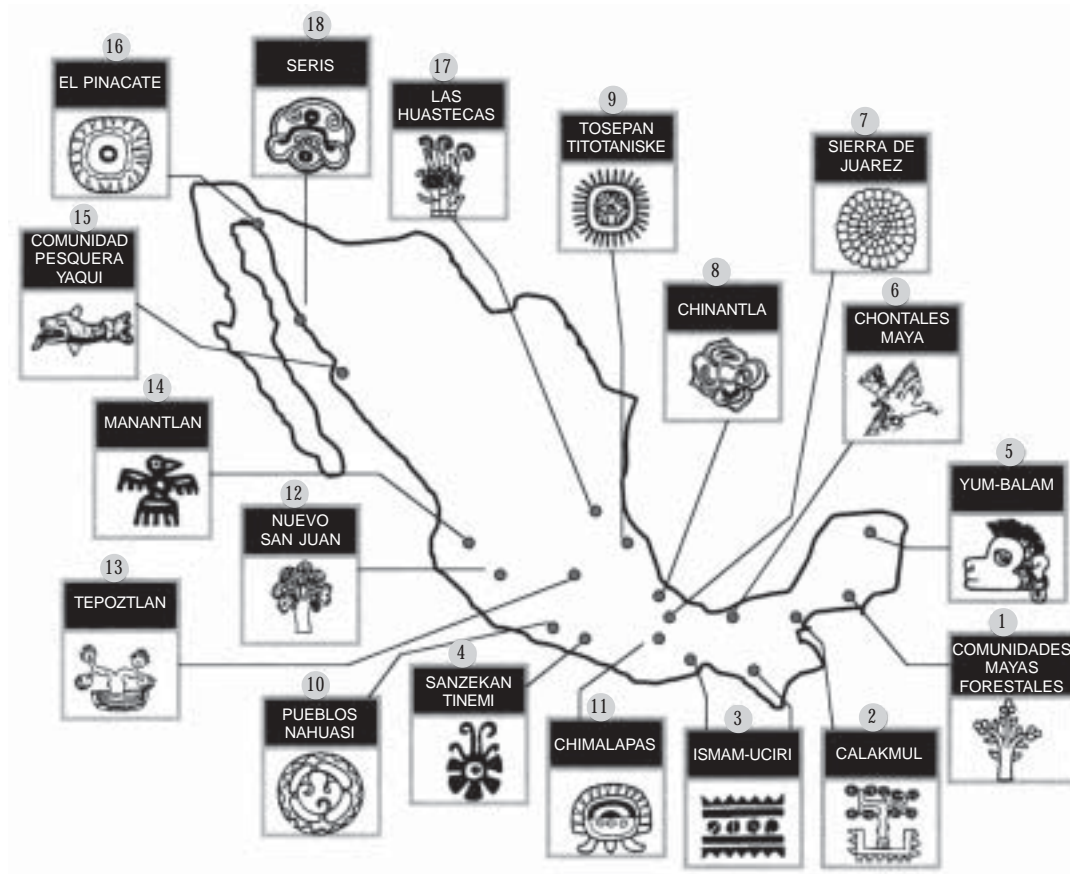 16
EL PINACATE
18
SERIS
17
LAS
HUASTECAS
9
TOSEPAN
TITOTANISKE
7
SIERRA DE
JUAREZ
15
COMUNIDAD
PESQUERA
YAQUI
8
CHINANTLA
6
CHONTALES
MAYA
14
MANANTLAN
12
NUEVO
SAN JUAN
5
YUM-BALAM
13
TEPOZTLAN
10
PUEBLOS
NAHUASI
4
SANZEKAN
TINEMI
11
CHIMALAPAS
3
ISMAM-UCIRI
2
CALAKMUL
1
COMUNIDADES
MAYAS
FORESTALES